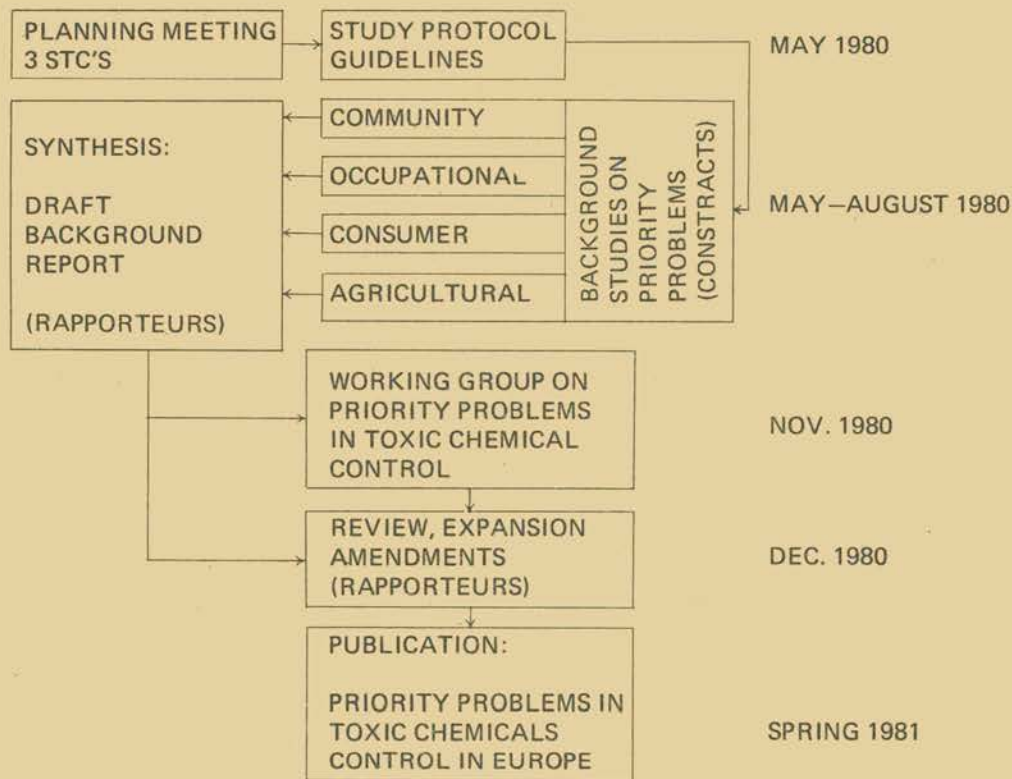 PLANNING MEETING
3 STC'S
STUDY PROTOCOL
GUIDELINES
MAY 1980
SYNTHESIS:
DRAFT
BACKGROUND
REPORT
(RAPPORTEURS)
COMMUNITY
OCCUPATIONAL
CONSUMER
AGRICULTURAL
BACKGROUND
STUDIES ON
PRIORITY
PROBLEMS
(CONSTRACTS)
MAY–AUGUST 1980
WORKING GROUP ON
PRIORITY PROBLEMS
IN TOXIC CHEMICAL
CONTROL
NOV. 1980
REVIEW, EXPANSION
AMENDMENTS
(RAPPORTEURS)
DEC. 1980
PUBLICATION:
PRIORITY PROBLEMS IN
TOXIC CHEMICALS
CONTROL IN EUROPE
SPRING 1981